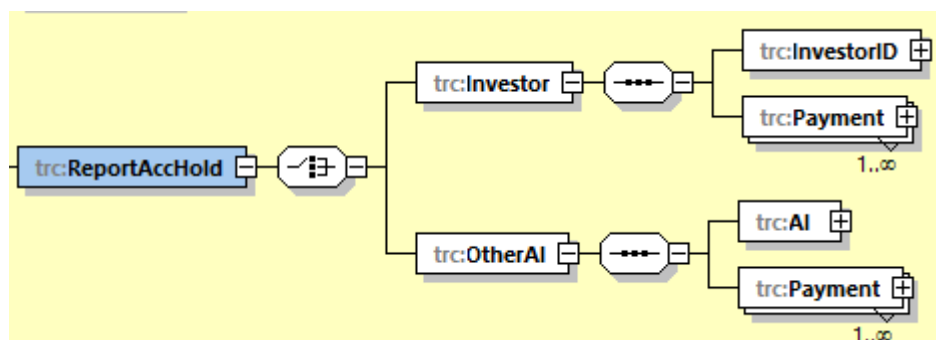 trc:InvestorID
trc:Investor
trc:Payment
1..∞
trc:ReportAccHold
trc:AI
trc:OtherAI
trc:Payment
1..∞